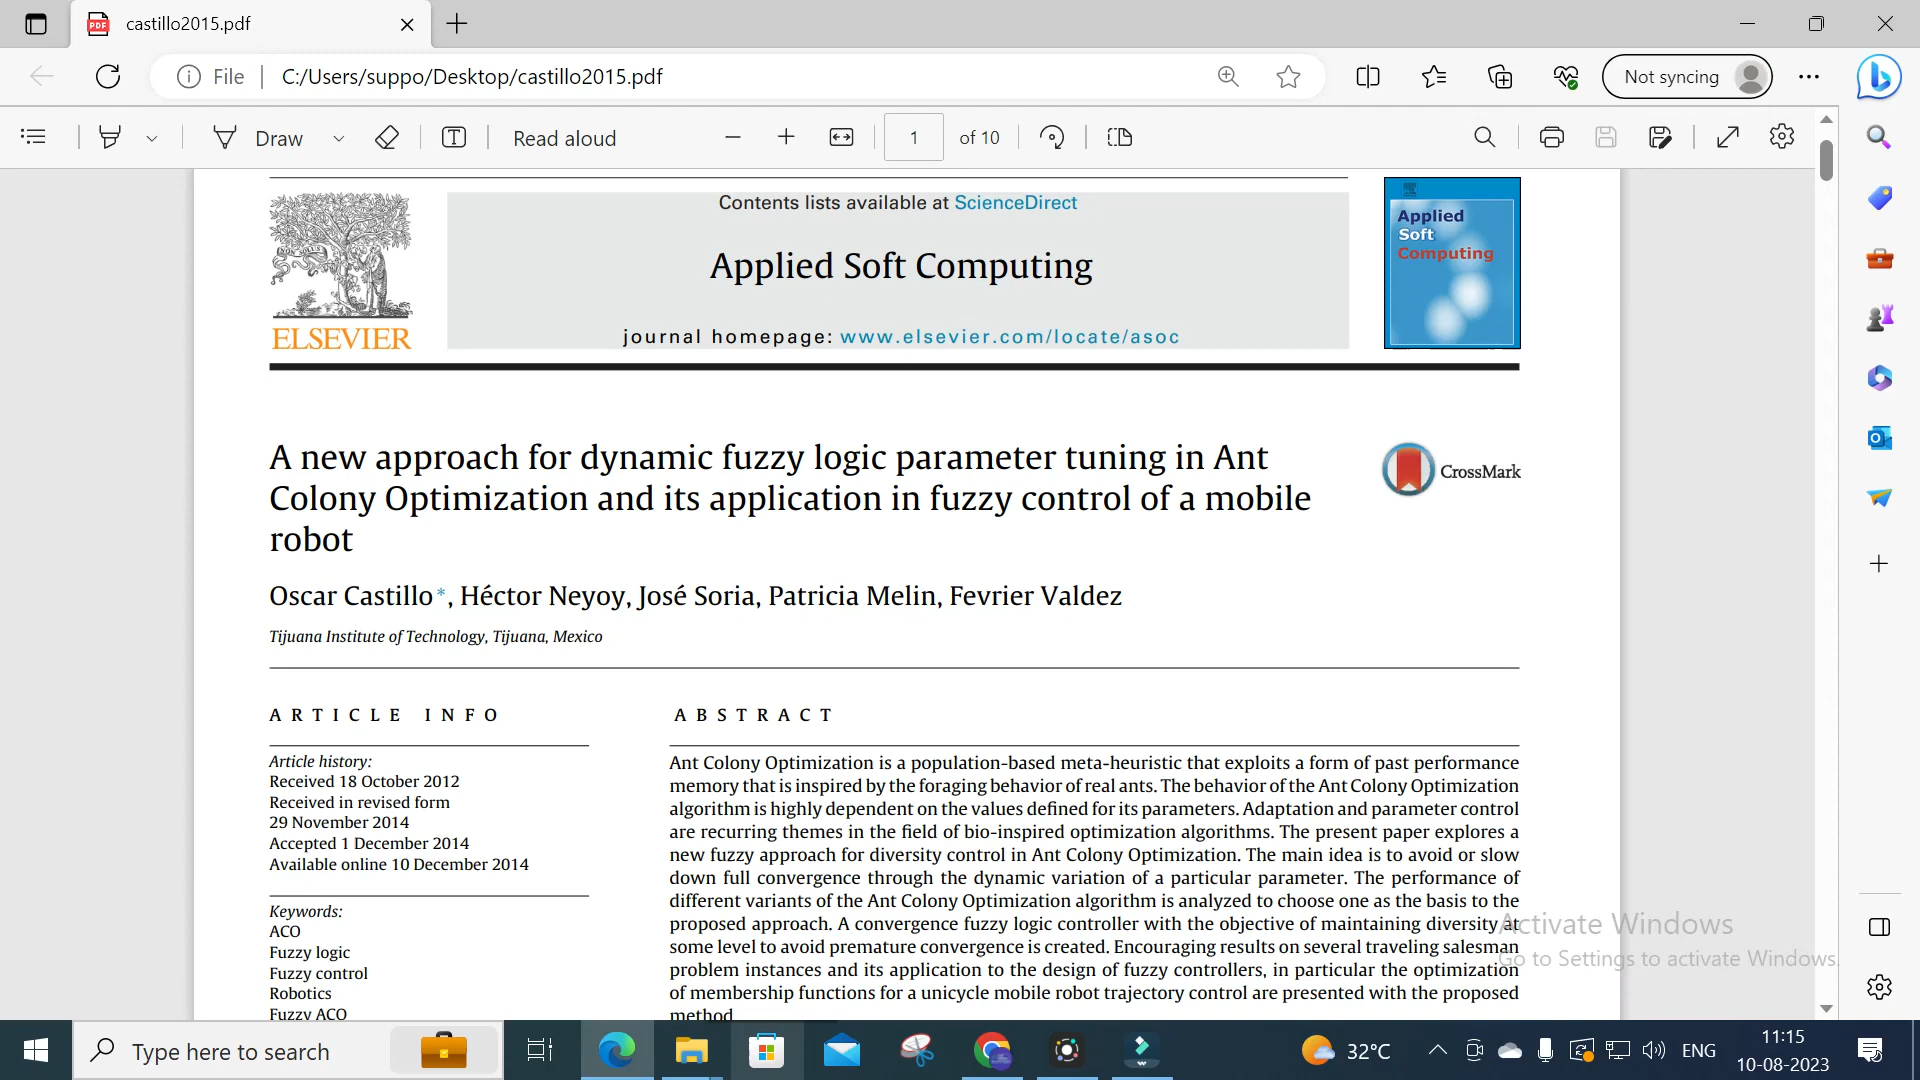 castillo2015.pdf
File
C:/Users/suppo/Desktop/castillo2015.pdf
Not syncing
Draw
Read aloud
1
of 10
Contents lists available at ScienceDirect
Applied Soft Computing
journal homepage: www.elsevier.com/locate/asoc
ELSEVIER
Applied
Soft
Computing
A new approach for dynamic fuzzy logic parameter tuning in Ant
Colony Optimization and its application in fuzzy control of a mobile
robot
CrossMark
Oscar Castillo*, Héctor Neyoy, José Soria, Patricia Melin, Fevrier Valdez
Tijuana Institute of Technology, Tijuana, Mexico
ARTICLE INFO
Article history:
Received 18 October 2012
Received in revised form
29 November 2014
Accepted 1 December 2014
Available online 10 December 2014
Keywords:
ACO
Fuzzy logic
Fuzzy control
Robotics
Fuzzy ACO
ABSTRACT
Ant Colony Optimization is a population-based meta-heuristic that exploits a form of past performance
memory that is inspired by the foraging behavior of real ants. The behavior of the Ant Colony Optimization
algorithm is highly dependent on the values defined for its parameters. Adaptation and parameter control
are recurring themes in the field of bio-inspired optimization algorithms. The present paper explores a
new fuzzy approach for diversity control in Ant Colony Optimization. The main idea is to avoid or slow
down full convergence through the dynamic variation of a particular parameter. The performance of
different variants of the Ant Colony Optimization algorithm is analyzed to choose one as the basis to the
proposed approach. A convergence fuzzy logic controller with the objective of maintaining diversity at
some level to avoid premature convergence is created. Encouraging results on several traveling salesman
problem instances and its application to the design of fuzzy controllers, in particular the optimization
of membership functions for a unicycle mobile robot trajectory control are presented with the proposed
method
Activate Windows
Go to Settings to activate Windows.
Type here to search
32°C
ENG
11:15
10-08-2023